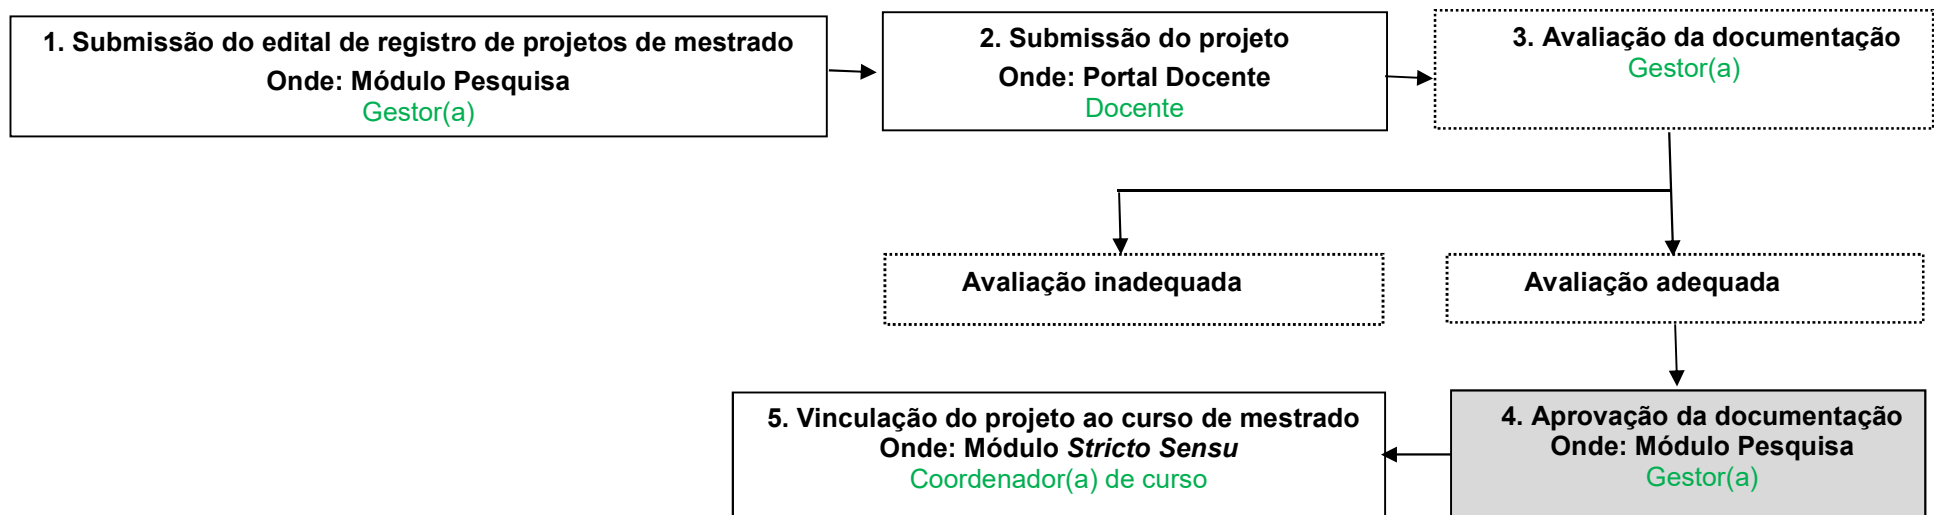 1. Submissão do edital de registro de projetos de mestrado
Onde: Módulo Pesquisa
Gestor(a)
2. Submissão do projeto
Onde: Portal Docente
Docente
3. Avaliação da documentação
Gestor(a)
Avaliação inadequada
Avaliação adequada
5. Vinculação do projeto ao curso de mestrado
Onde: Módulo Stricto Sensu
Coordenador(a) de curso
4. Aprovação da documentação
Onde: Módulo Pesquisa
Gestor(a)